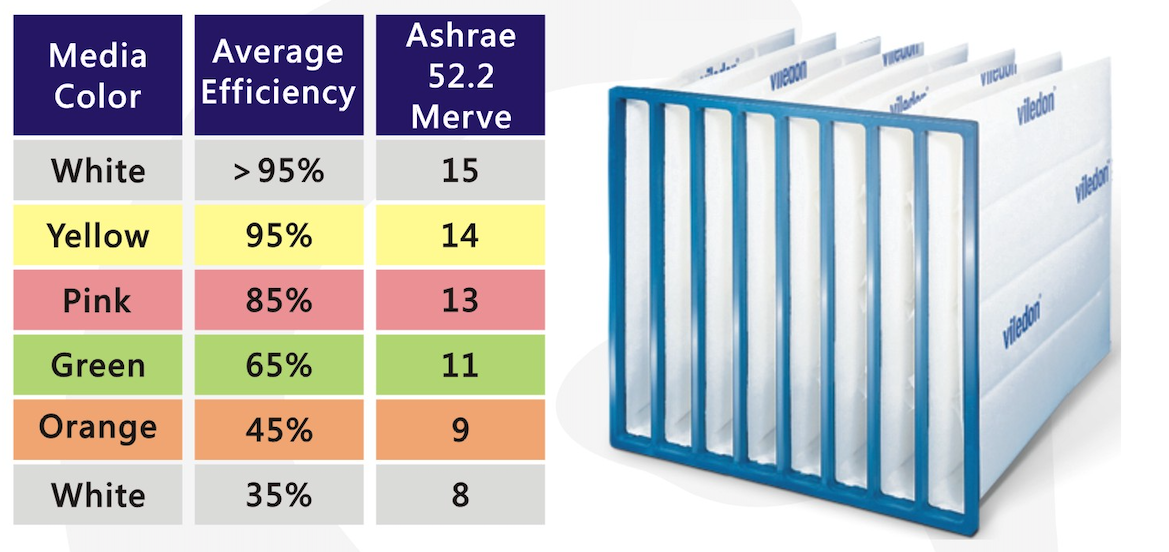 Media
Color
Average
Efficiency
Ashrae
52.2
Merve
White
> 95%
15
Yellow
95%
14
Pink
85%
13
Green
65%
11
Orange
45%
9
White
35%
8
viledon
viledon
viledon
viledon
viledon
viledon
viledon
viledon